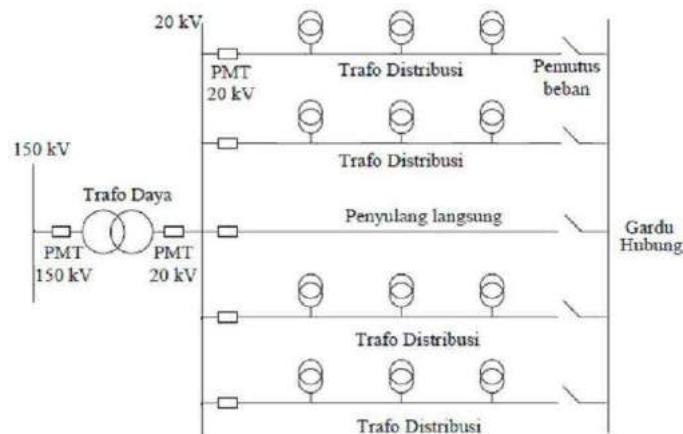 20 kV
PMT
20 kV
Trafo Distribusi
Pemutus
beban
Trafo Distribusi
150 kV
Trafo Daya
PMT
150 kV
PMT
20 kV
Penyulang langsung
Gardu
Hubung
Trafo Distribusi
Trafo Distribusi